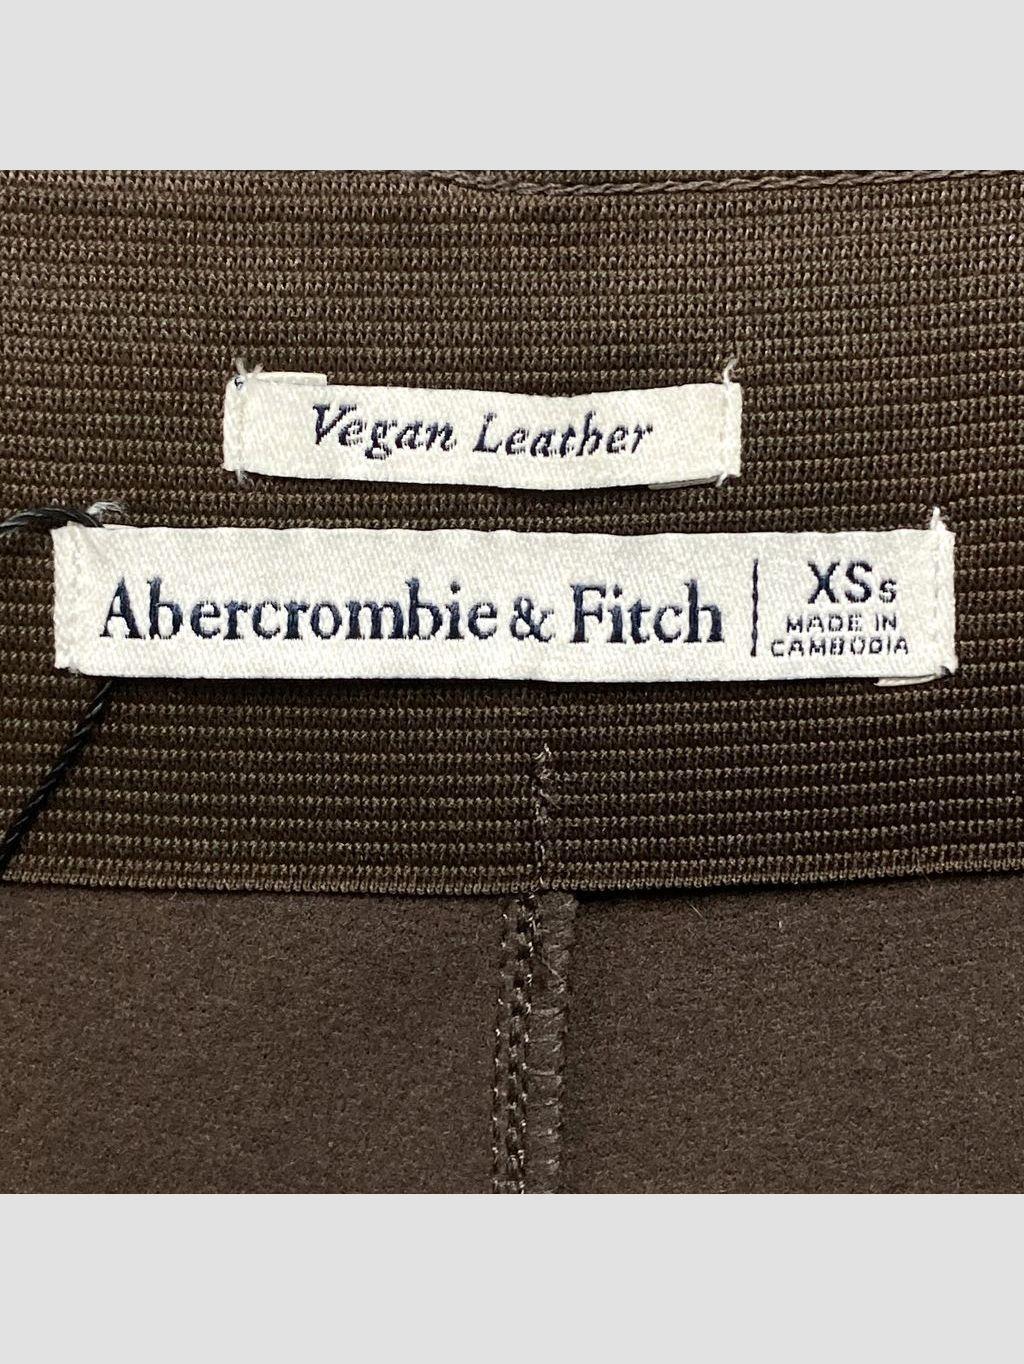 Vegan Leather
Abercrombie & Fitch
XSs
MADE IN
CAMBODIA